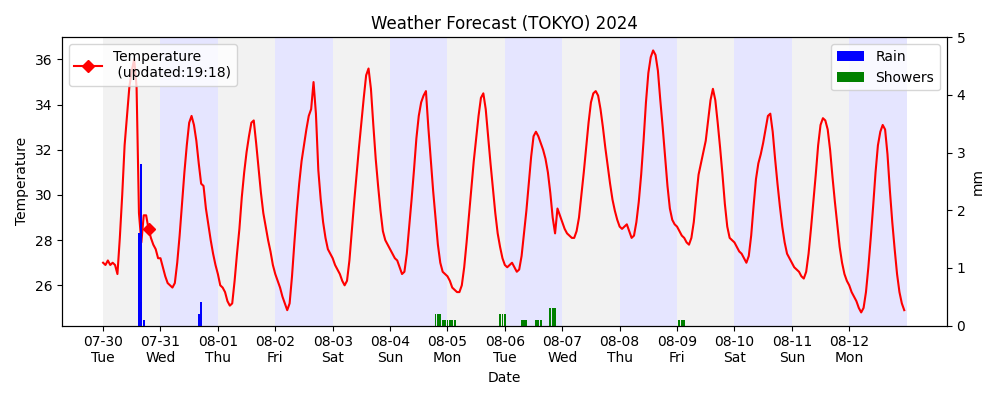 Weather Forecast (TOKYO) 2024
Temperature
(updated:19:18)
Rain
Showers
Temperature
36
34
32
30
28
26
5
4
3
2
1
0
mm
07-30 07-31 08-01 08-02 08-03 08-04 08-05 08-06 08-07 08-08 08-09 08-10 08-11 08-12
Tue Wed Thu Fri Sat Sun Mon Tue Wed Thu Fri Sat Sun Mon
Date